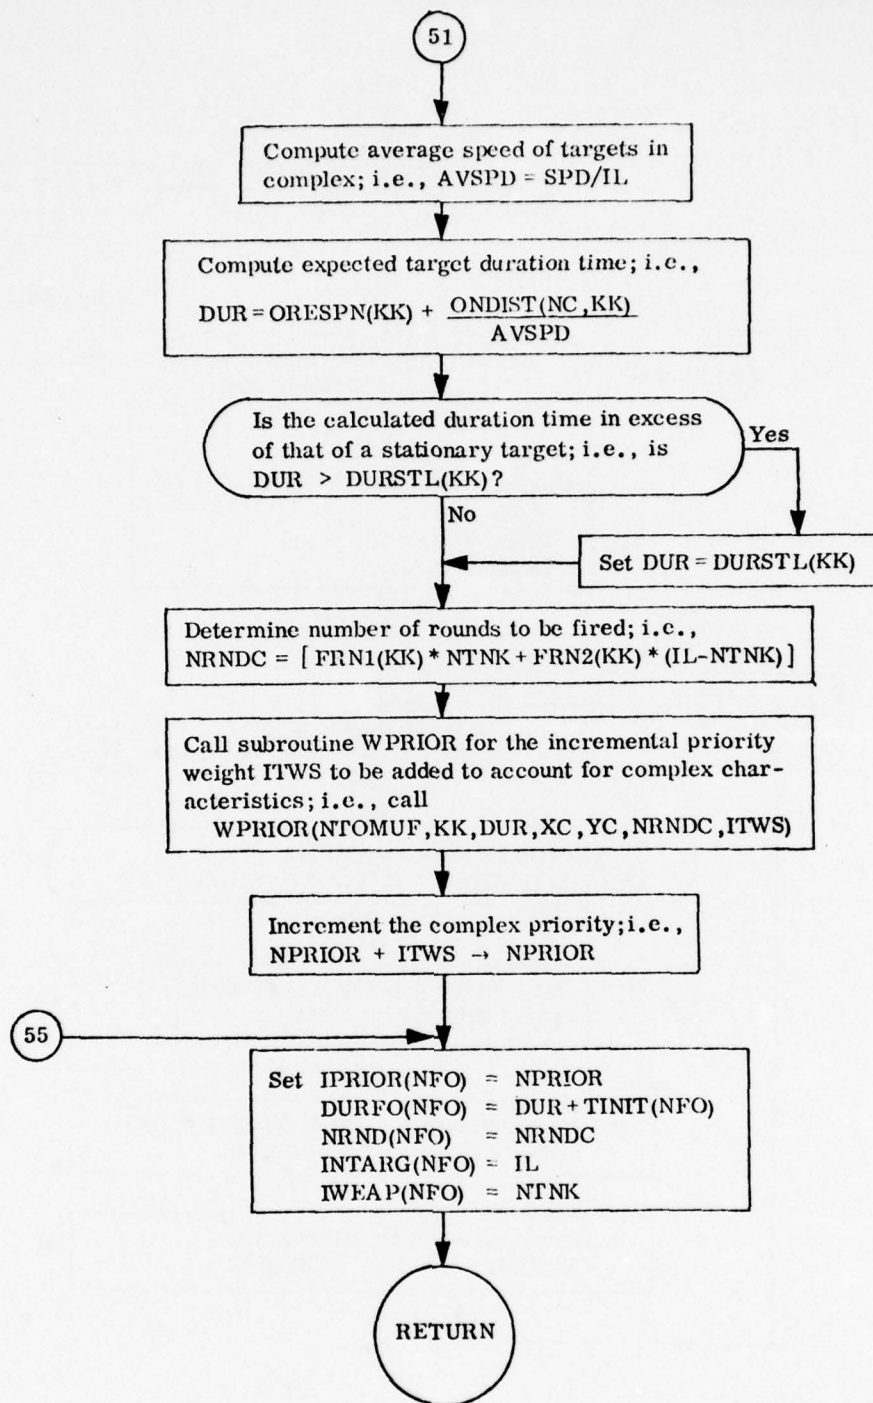 51
Compute average speed of targets in
complex; i.e., AVSPD = SPD/IL
Compute expected target duration time; i.e.,
DUR = ORESPN(KK) + ONDIST(NC,KK)
AVSPD
Is the calculated duration time in excess
of that of a stationary target; i.e., is
DUR > DURSTL(KK)?
Yes
No
Set DUR = DURSTL(KK)
Determine number of rounds to be fired; i.e.,
NRNDC = [ FRN1(KK) * NTNK + FRN2(KK) * (IL-NTNK) ]
Call subroutine WPRIOR for the incremental priority
weight ITWS to be added to account for complex char-
acteristics; i.e., call
WPRIOR(NTOMUF,KK,DUR,XC,YC,NRNDC,ITWS)
Increment the complex priority;i.e.,
NPRIOR + ITWS → NPRIOR
55
Set IPRIOR(NFO) = NPRIOR
DURFO(NFO) = DUR + TINIT(NFO)
NRND(NFO) = NRNDC
INTARG(NFO) = IL
IWEAP(NFO) = NTNK
RETURN